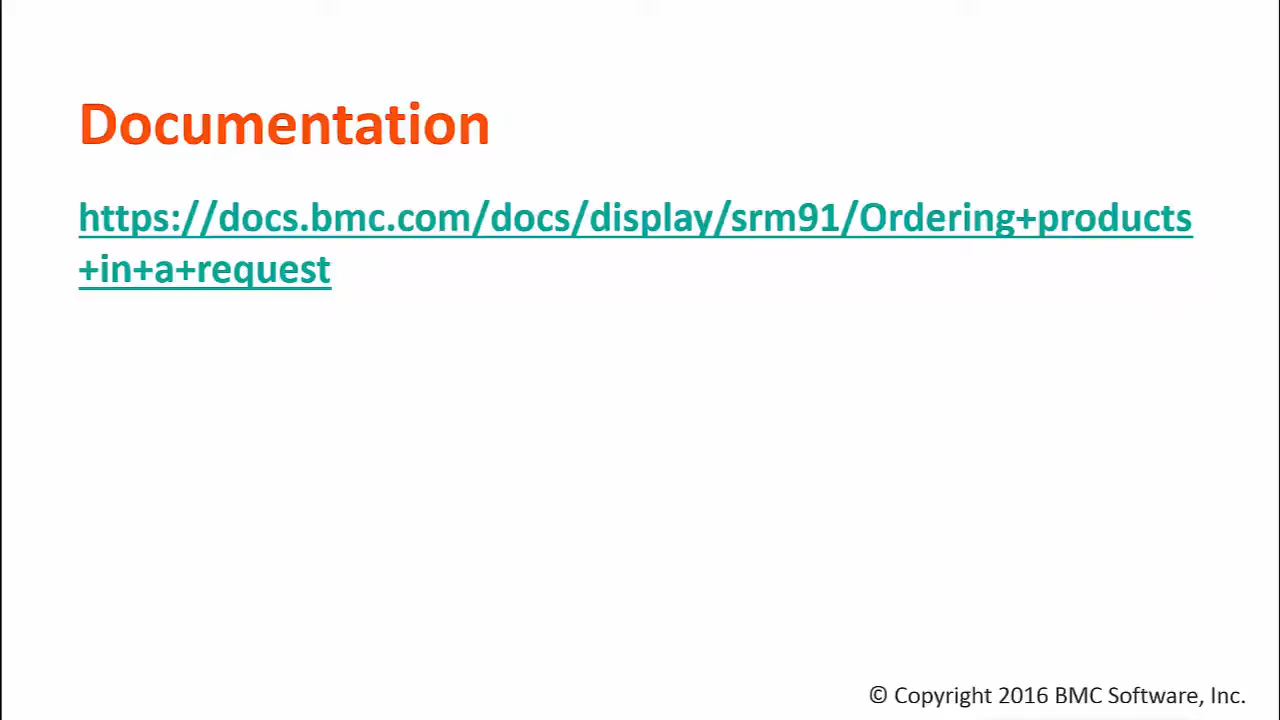 Documentation
https://docs.bmc.com/docs/display/srm91/Ordering+products
+in+a+request
© Copyright 2016 BMC Software, Inc.